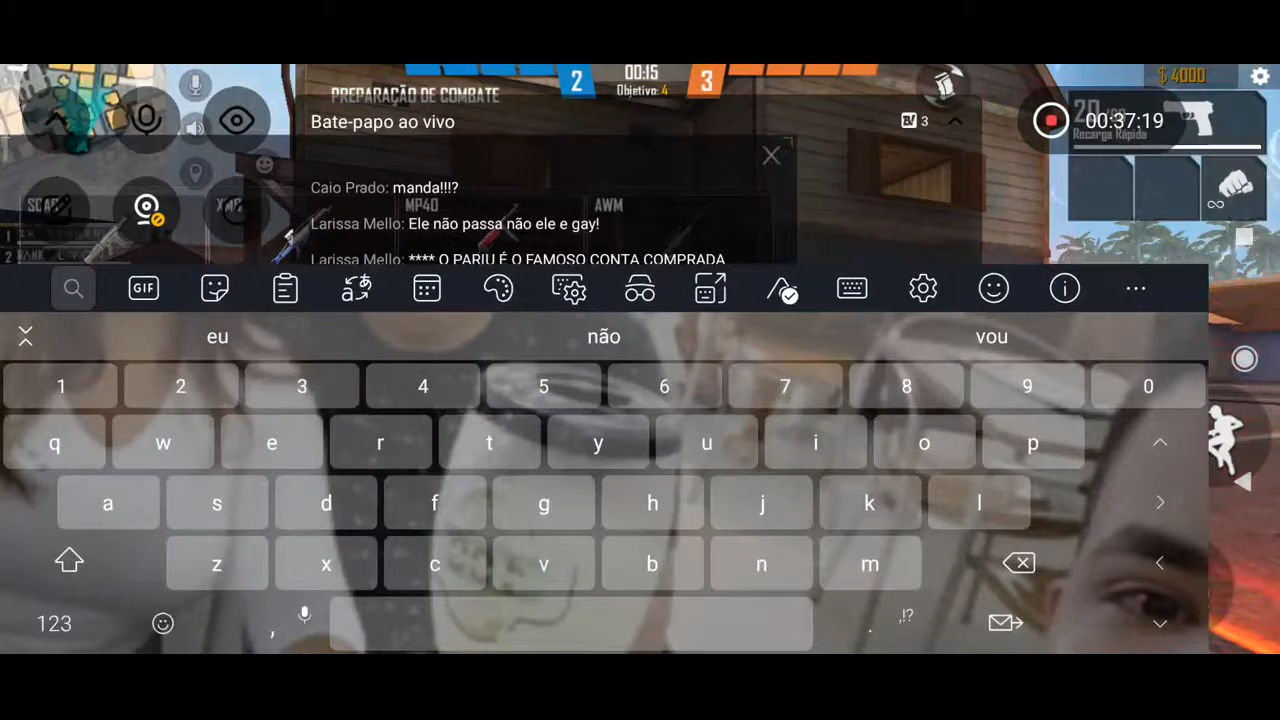 2 00:15 3
Objetivo: 4
$ 4000
PREPARAÇÃO DE COMBATE
Bate-papo ao vivo
3
00:37:19
Recarga Rápida
Caio Prado: manda!!!?
MP40 AWM
Larissa Mello: Ele não passa não ele e gay!
Larissa Mello: **** O PARIU É O FAMOSO CONTA COMPRADA
GIF
eu não vou
1 2 3 4 5 6 7 8 9 0
q w e r t y u i o p
a s d f g h j k l
z x c v b n m
123 , . ,!?